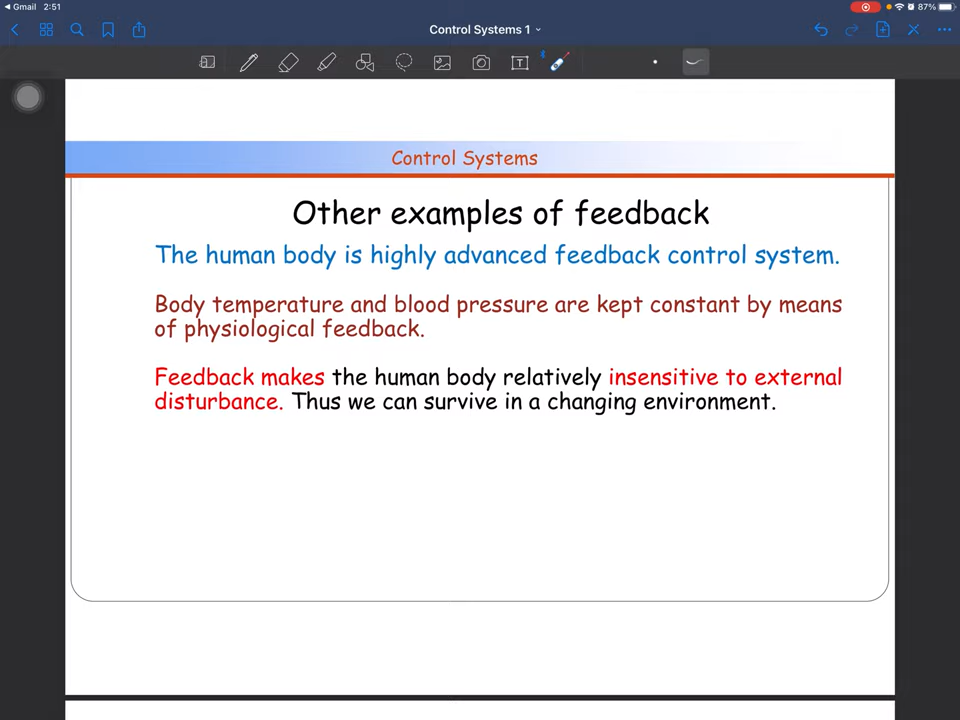 Gmail 2:51
87%
Control Systems 1
T
Control Systems
Other examples of feedback
The human body is highly advanced feedback control system.
Body temperature and blood pressure are kept constant by means
of physiological feedback.
Feedback makes the human body relatively insensitive to external
disturbance. Thus we can survive in a changing environment.